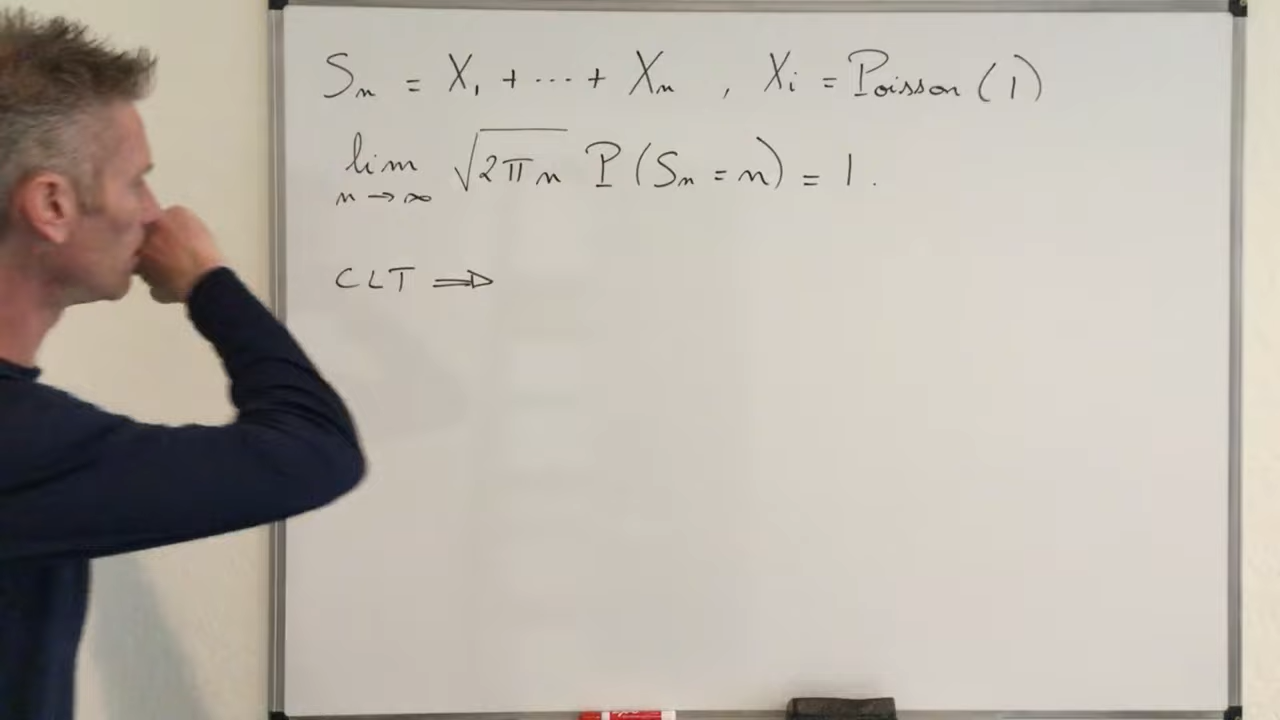 Sₙ = X₁ + ⋯ + Xₙ , Xᵢ = Poisson (1)
lim n→∞ √2πn P(Sₙ = n) = 1.
CLT ⇒